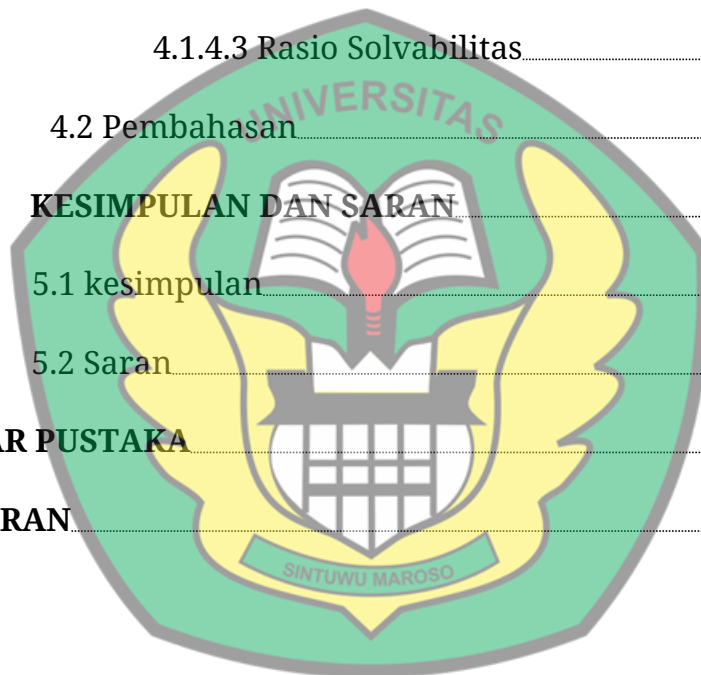 4.1.4.3 Rasio Solvabilitas
UNIVERSITAS
4.2 Pembahasan
KESIMPULAN DAN SARAN
5.1 kesimpulan
5.2 Saran
AR PUSTAKA
RAN
SINTUWU MAROSO